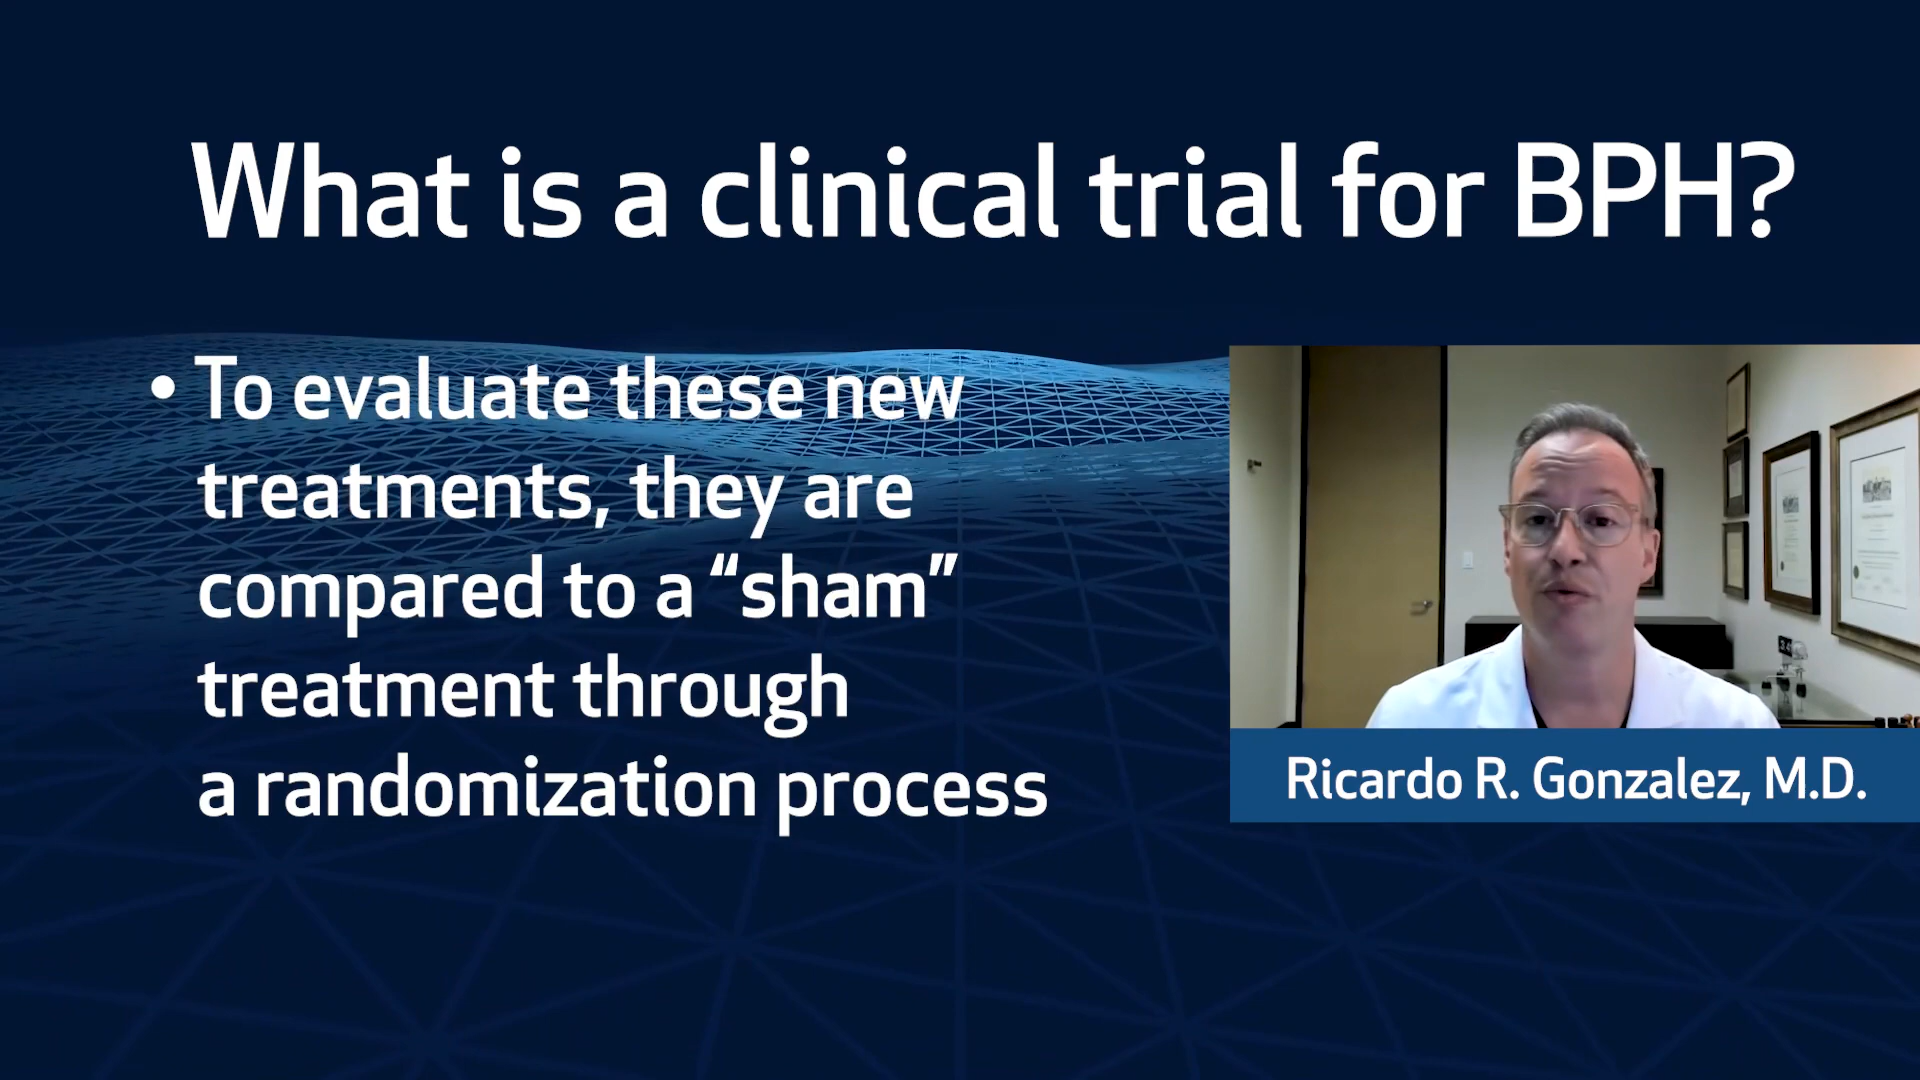 What is a clinical trial for BPH?
• To evaluate these new
treatments, they are
compared to a “sham”
treatment through
a randomization process
Ricardo R. Gonzalez, M.D.